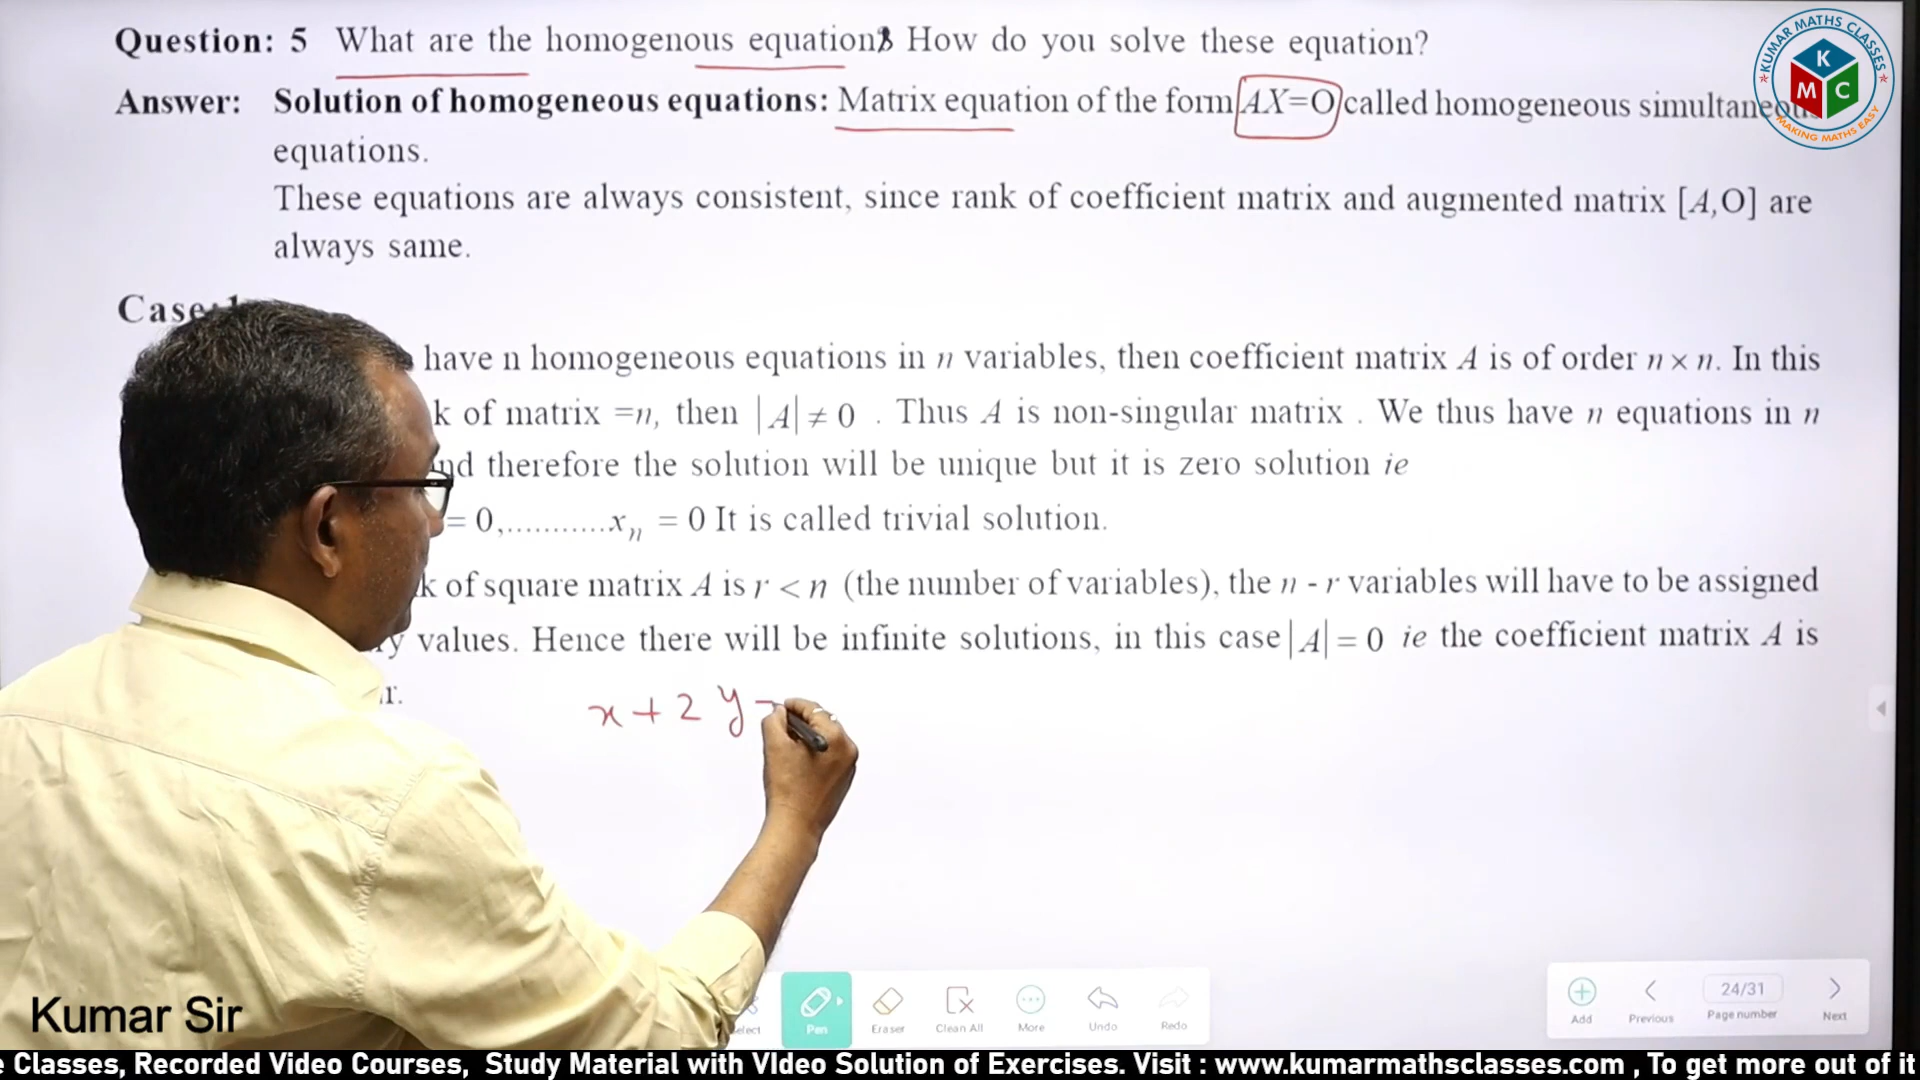 Question: 5 What are the homogenous equation? How do you solve these equation?
Answer: Solution of homogeneous equations: Matrix equation of the form AX=O called homogeneous simultaneous
equations.
These equations are always consistent, since rank of coefficient matrix and augmented matrix [A,O] are
always same.
Case
have n homogeneous equations in n variables, then coefficient matrix A is of order n × n. In this
k of matrix =n, then |A| ≠ 0 . Thus A is non-singular matrix . We thus have n equations in n
nd therefore the solution will be unique but it is zero solution ie
= 0,...........xn = 0 It is called trivial solution.
k of square matrix A is r < n (the number of variables), the n - r variables will have to be assigned
y values. Hence there will be infinite solutions, in this case |A| = 0 ie the coefficient matrix A is
r.
x + 2 y
KUMAR MATHS CLASSES
K
M C
MAKING MATHS EASY
Kumar Sir
Pen
Eraser
Clean All
More
Undo
Redo
Add
Previous
24/31
Page number
Next
e Classes, Recorded Video Courses, Study Material with VIdeo Solution of Exercises. Visit : www.kumarmathsclasses.com , To get more out of it